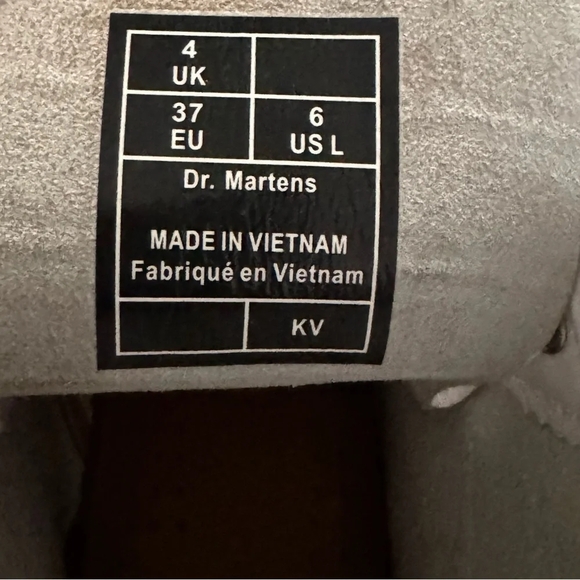 4
UK
37
EU
6
US L
Dr. Martens
MADE IN VIETNAM
Fabriqué en Vietnam
KV